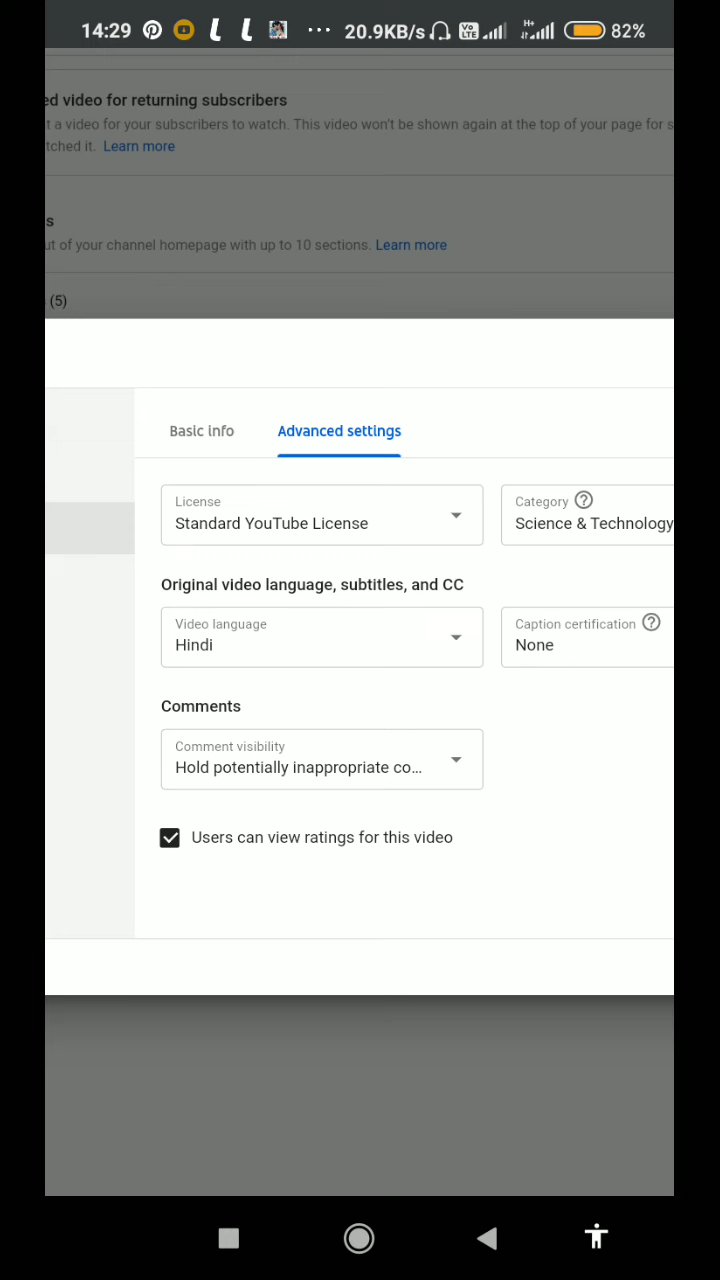 14:29 ... 20.9KB/s Vo LTE H+ 82%
ed video for returning subscribers
t a video for your subscribers to watch. This video won't be shown again at the top of your page for s
tched it. Learn more
s
ut of your channel homepage with up to 10 sections. Learn more
(5)
Basic info Advanced settings
License Category
Standard YouTube License Science & Technology
Original video language, subtitles, and CC
Video language Caption certification
Hindi None
Comments
Comment visibility
Hold potentially inappropriate co...
Users can view ratings for this video